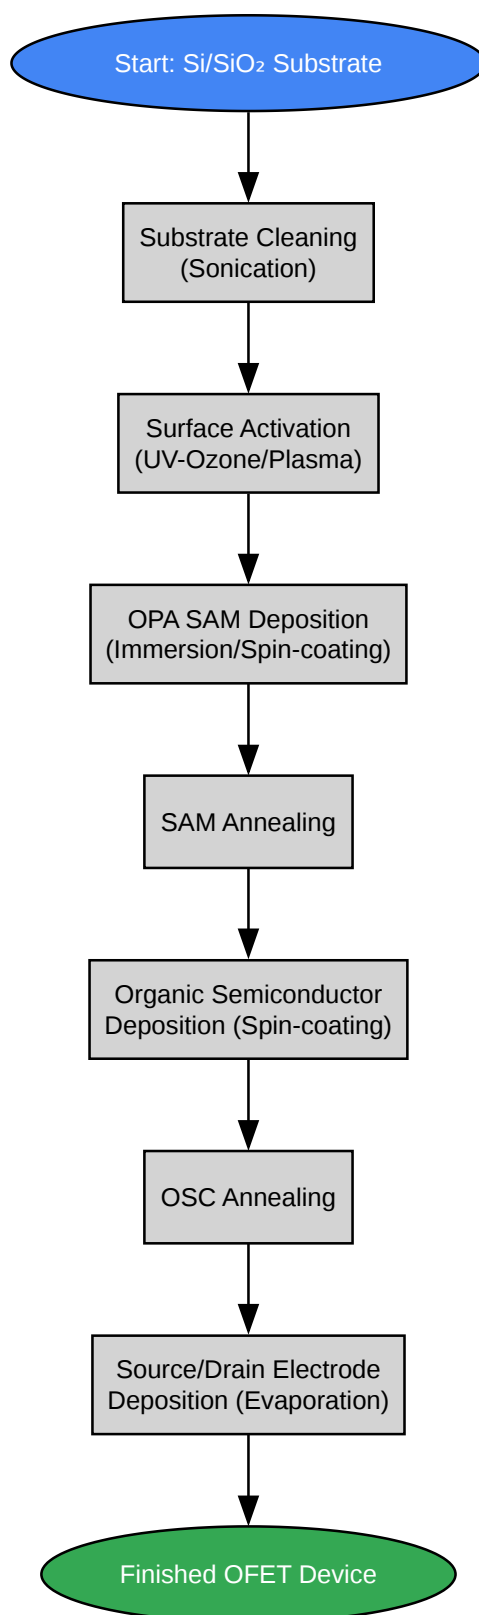 Start: Si/SiO₂ Substrate
Substrate Cleaning
(Sonication)
Surface Activation
(UV-Ozone/Plasma)
OPA SAM Deposition
(Immersion/Spin-coating)
SAM Annealing
Organic Semiconductor
Deposition (Spin-coating)
OSC Annealing
Source/Drain Electrode
Deposition (Evaporation)
Finished OFET Device